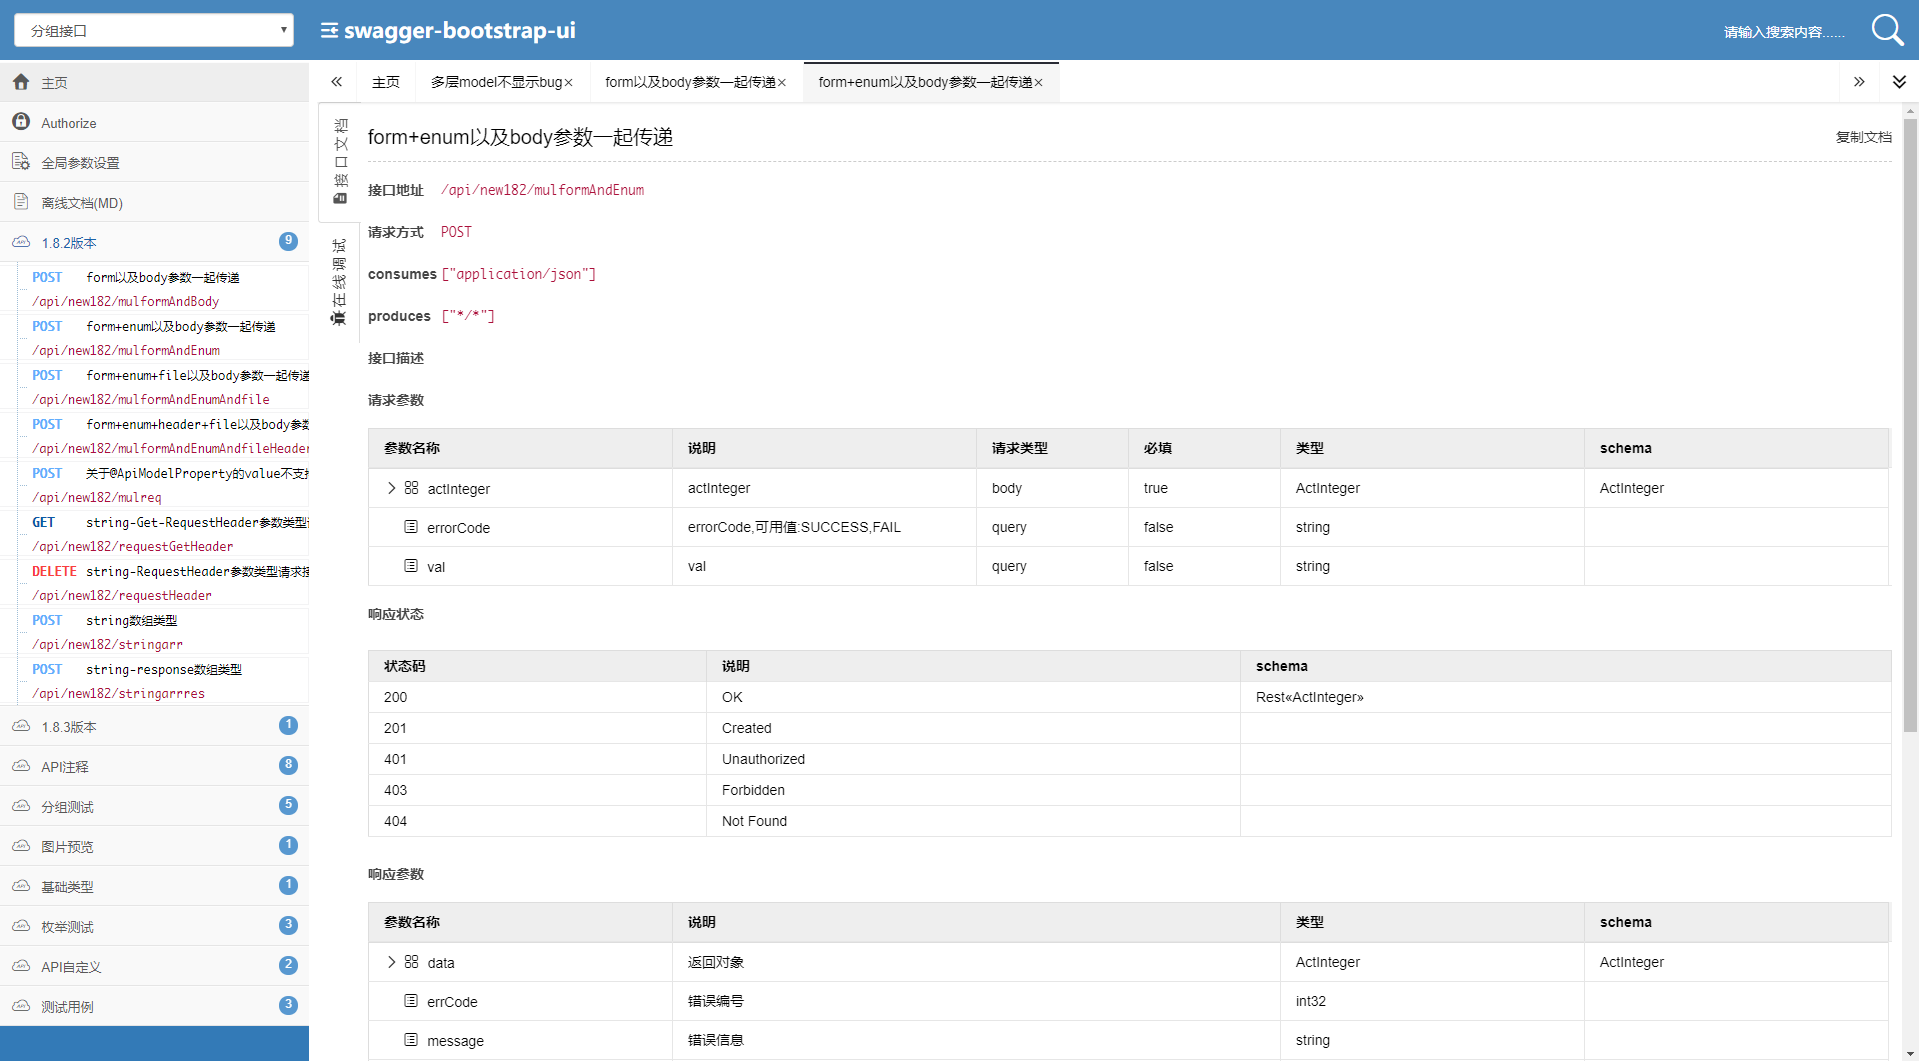 分组接口
swagger-bootstrap-ui
请输入搜索内容......
主页
Authorize
全局参数设置
离线文档(MD)
1.8.2版本 9
POST form以及body参数一起传递
/api/new182/mulformAndBody
POST form+enum以及body参数一起传递
/api/new182/mulformAndEnum
POST form+enum+file以及body参数一起传递
/api/new182/mulformAndEnumAndfile
POST form+enum+header+file以及body参数
/api/new182/mulformAndEnumAndfileHeader
POST 关于@ApiModelProperty的value不支持
/api/new182/mulreq
GET string-Get-RequestHeader参数类型
/api/new182/requestGetHeader
DELETE string-RequestHeader参数类型请求接
/api/new182/requestHeader
POST string数组类型
/api/new182/stringarr
POST string-response数组类型
/api/new182/stringarrres
1.8.3版本 1
API注释 8
分组测试 5
图片预览 1
基础类型 1
枚举测试 3
API自定义 2
测试用例 3
主页 多层model不显示bug× form以及body参数一起传递× form+enum以及body参数一起传递×
接口文档
在线调试
form+enum以及body参数一起传递 复制文档
接口地址 /api/new182/mulformAndEnum
请求方式 POST
consumes ["application/json"]
produces ["*/*"]
接口描述
请求参数
参数名称 说明 请求类型 必填 类型 schema
actInteger actInteger body true ActInteger ActInteger
errorCode errorCode,可用值:SUCCESS,FAIL query false string
val val query false string
响应状态
状态码 说明 schema
200 OK Rest«ActInteger»
201 Created
401 Unauthorized
403 Forbidden
404 Not Found
响应参数
参数名称 说明 类型 schema
data 返回对象 ActInteger ActInteger
errCode 错误编号 int32
message 错误信息 string